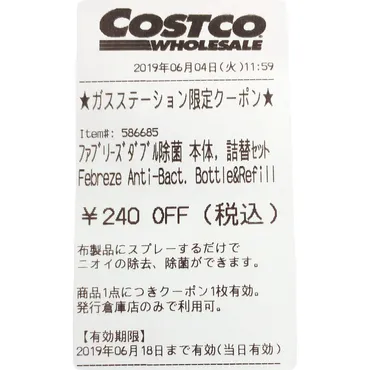 COSTCO
WHOLESALE
2019年06月04日(火)11:59
★ガスステーション限定クーポン★
Item#: 586685
ﾌｧﾌﾞﾘｰｽﾞﾀﾞﾌﾞﾙ除菌 本体, 詰替ｾｯﾄ
Febreze Anti-Bact. Bottle&Refill
￥240 OFF (税込)
布製品にスプレーするだけで
ニオイの除去、除菌ができます。
商品1点につきクーポン1枚有効。
発行倉庫店のみで利用可。
【有効期限】
2019年06月18日まで有効(当日有効)